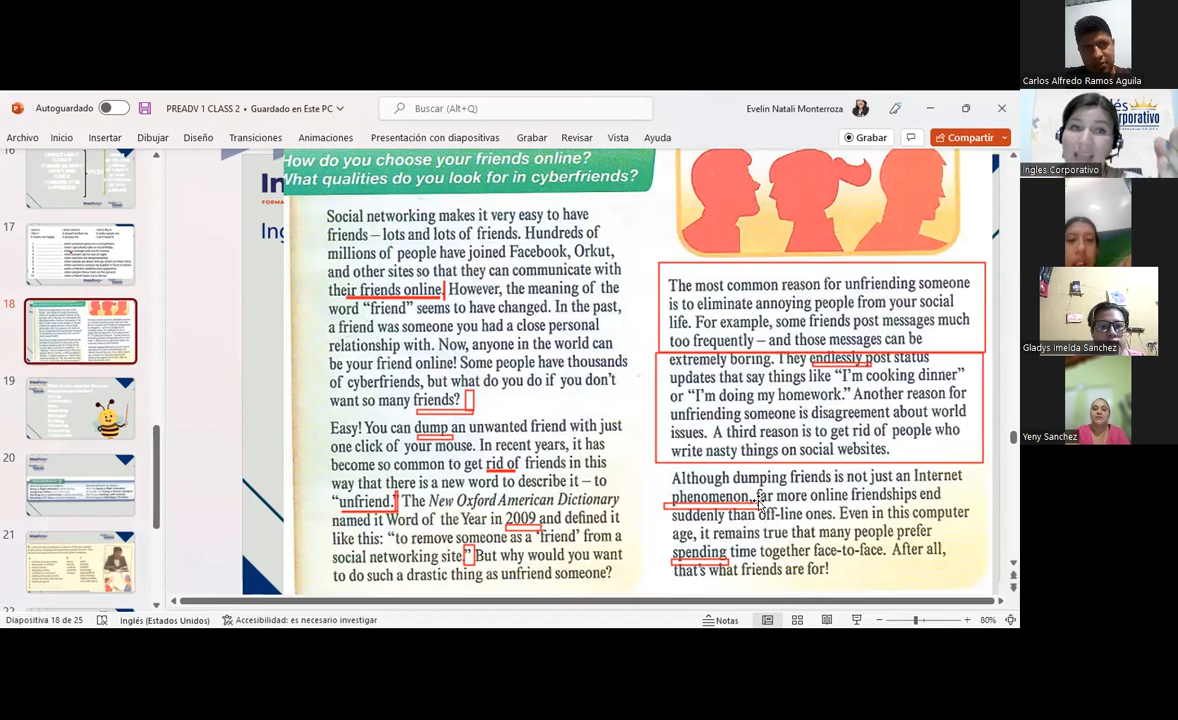 Autoguardado
PREADV 1 CLASS 2 • Guardado en Este PC
Buscar (Alt+Q)
Evelin Natali Monterroza
Archivo Inicio Insertar Dibujar Diseño Transiciones Animaciones Presentación con diapositivas Grabar Revisar Vista Ayuda
Grabar
Compartir
16
17
18
19
20
21
22
How do you choose your friends online?
What qualities do you look for in cyberfriends?
Social networking makes it very easy to have
friends – lots and lots of friends. Hundreds of
millions of people have joined Facebook, Orkut,
and other sites so that they can communicate with
their friends online. However, the meaning of the
word “friend” seems to have changed. In the past,
a friend was someone you had a close personal
relationship with. Now, anyone in the world can
be your friend online! Some people have thousands
of cyberfriends, but what do you do if you don’t
want so many friends?
Easy! You can dump an unwanted friend with just
one click of your mouse. In recent years, it has
become so common to get rid of friends in this
way that there is a new word to describe it – to
“unfriend.” The New Oxford American Dictionary
named it Word of the Year in 2009 and defined it
like this: “to remove someone as a ‘friend’ from a
social networking site.” But why would you want
to do such a drastic thing as unfriend someone?
The most common reason for unfriending someone
is to eliminate annoying people from your social
life. For example, some friends post messages much
too frequently – and those messages can be
extremely boring. They endlessly post status
updates that say things like “I’m cooking dinner”
or “I’m doing my homework.” Another reason for
unfriending someone is disagreement about world
issues. A third reason is to get rid of people who
write nasty things on social websites.
Although dumping friends is not just an Internet
phenomenon, far more online friendships end
suddenly than off-line ones. Even in this computer
age, it remains true that many people prefer
spending time together face-to-face. After all,
that’s what friends are for!
Diapositiva 18 de 25
Inglés (Estados Unidos)
Accesibilidad: es necesario investigar
Notas
80%
Carlos Alfredo Ramos Aguila
Ingles Corporativo
Gladys Imelda Sanchez
Yeny Sanchez